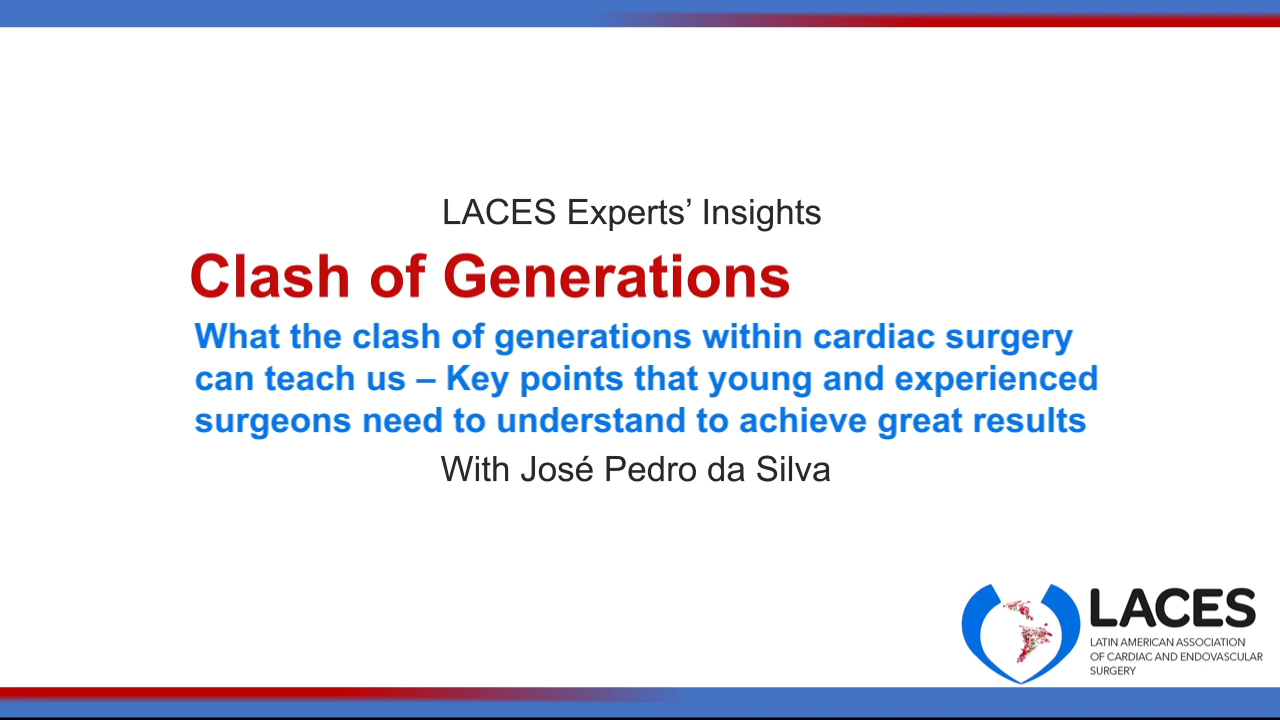 LACES Experts’ Insights
Clash of Generations
What the clash of generations within cardiac surgery
can teach us – Key points that young and experienced
surgeons need to understand to achieve great results
With José Pedro da Silva
LACES
LATIN AMERICAN ASSOCIATION
OF CARDIAC AND ENDOVASCULAR
SURGERY